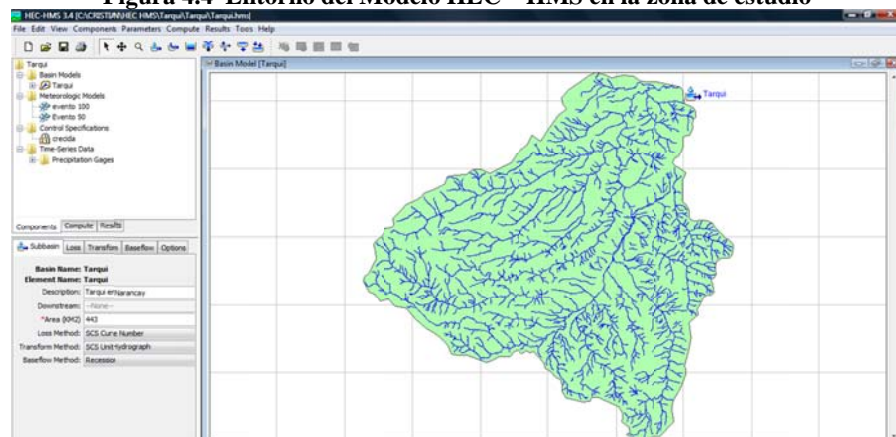 Figura 4.4 Entorno del Modelo HEC - HMS en la zona de estudio
HEC-HMS 3.4 [C:\CRISTIAN\HEC HMS\Tarqui\Tarqui\Tarqui.hms]
File Edit View Components Parameters Compute Results Tools Help
Tarqui
Basin Models
Tarqui
Meteorologic Models
evento 100
Evento 50
Control Specifications
crecida
Time-Series Data
Precipitation Gages
Components Compute Results
Basin Model [Tarqui]
Tarqui
Subbasin Loss Transform Baseflow Options
Basin Name: Tarqui
Element Name: Tarqui
Description: Tarqui en Narancay
Downstream: --None--
*Area (KM2) 443
Loss Method: SCS Curve Number
Transform Method: SCS Unit Hydrograph
Baseflow Method: Recession